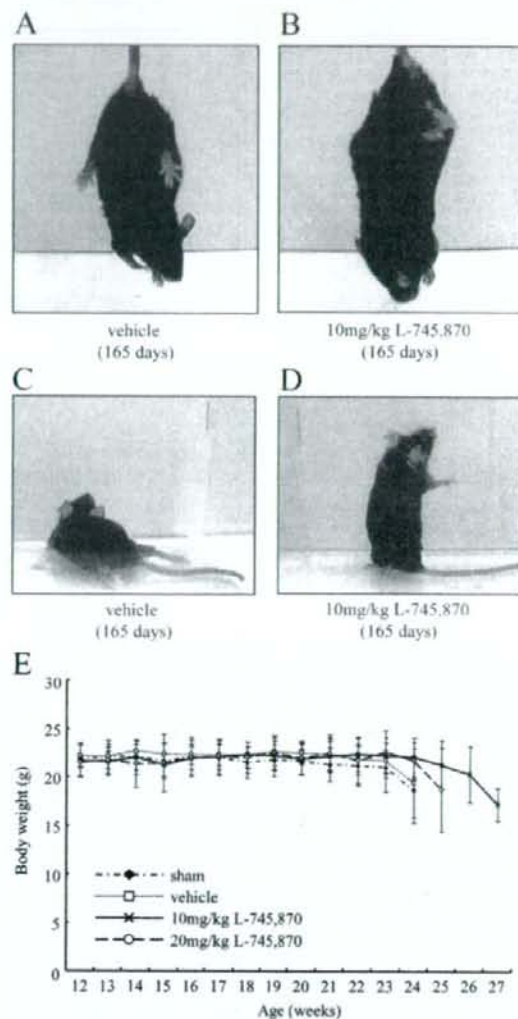 A
B
vehicle
(165 days)
10mg/kg L-745,870
(165 days)
C
D
vehicle
(165 days)
10mg/kg L-745,870
(165 days)
E
30
25
20
15
10
5
0
Body weight (g)
sham
vehicle
10mg/kg L-745,870
20mg/kg L-745,870
12 13 14 15 16 17 18 19 20 21 22 23 24 25 26 27
Age (weeks)